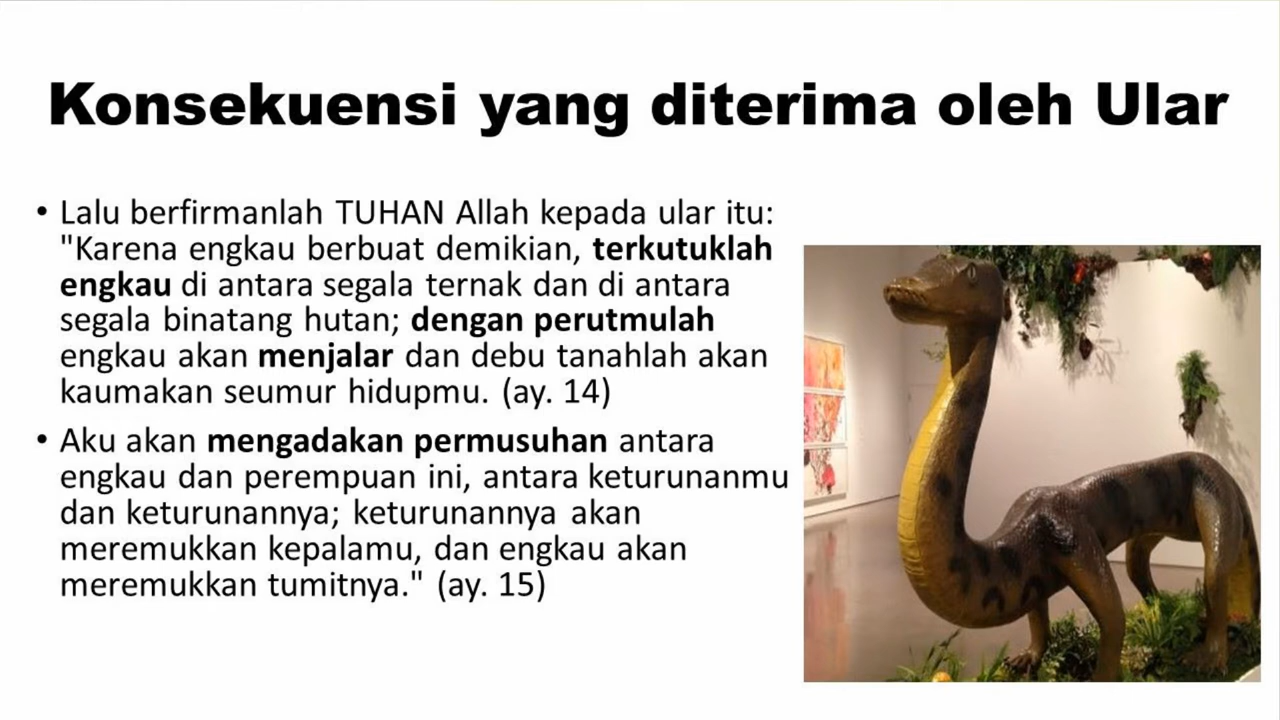 Konsekuensi yang diterima oleh Ular
• Lalu berfirmanlah TUHAN Allah kepada ular itu:
"Karena engkau berbuat demikian, terkutuklah
engkau di antara segala ternak dan di antara
segala binatang hutan; dengan perutmulah
engkau akan menjalar dan debu tanahlah akan
kaumakan seumur hidupmu. (ay. 14)
• Aku akan mengadakan permusuhan antara
engkau dan perempuan ini, antara keturunanmu
dan keturunannya; keturunannya akan
meremukkan kepalamu, dan engkau akan
meremukkan tumitnya." (ay. 15)